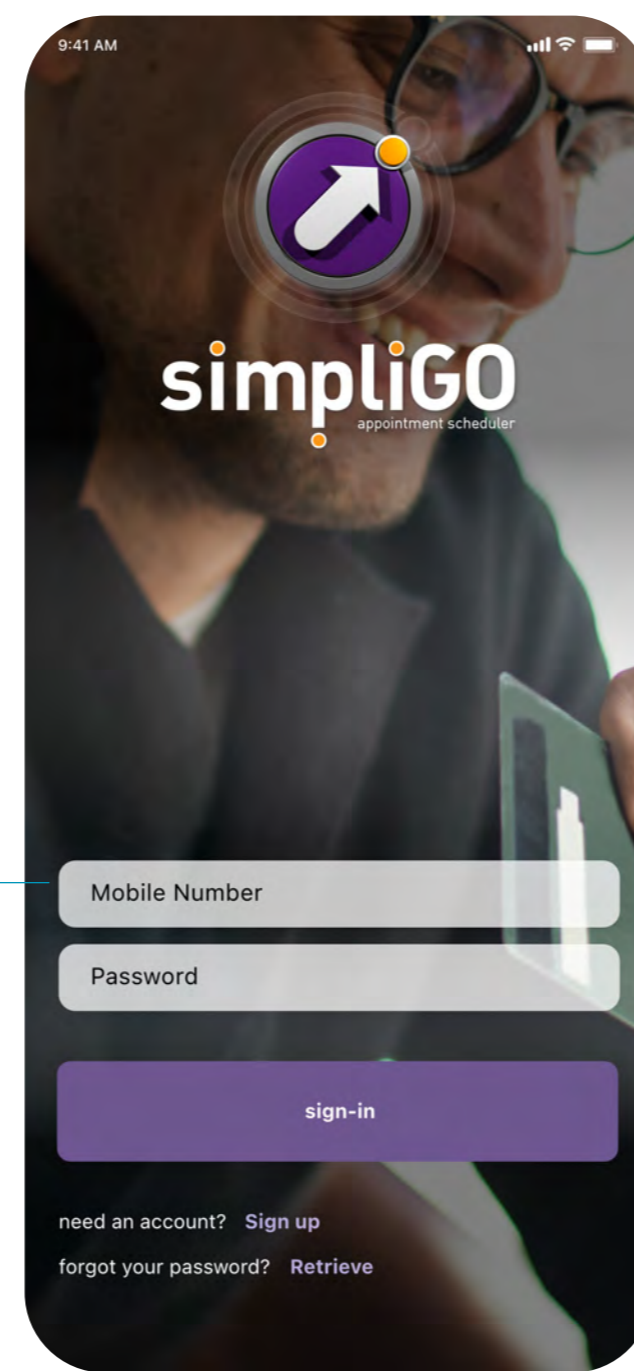 9:41 AM
simpliGO
appointment scheduler
Mobile Number
Password
sign-in
need an account? Sign up
forgot your password? Retrieve